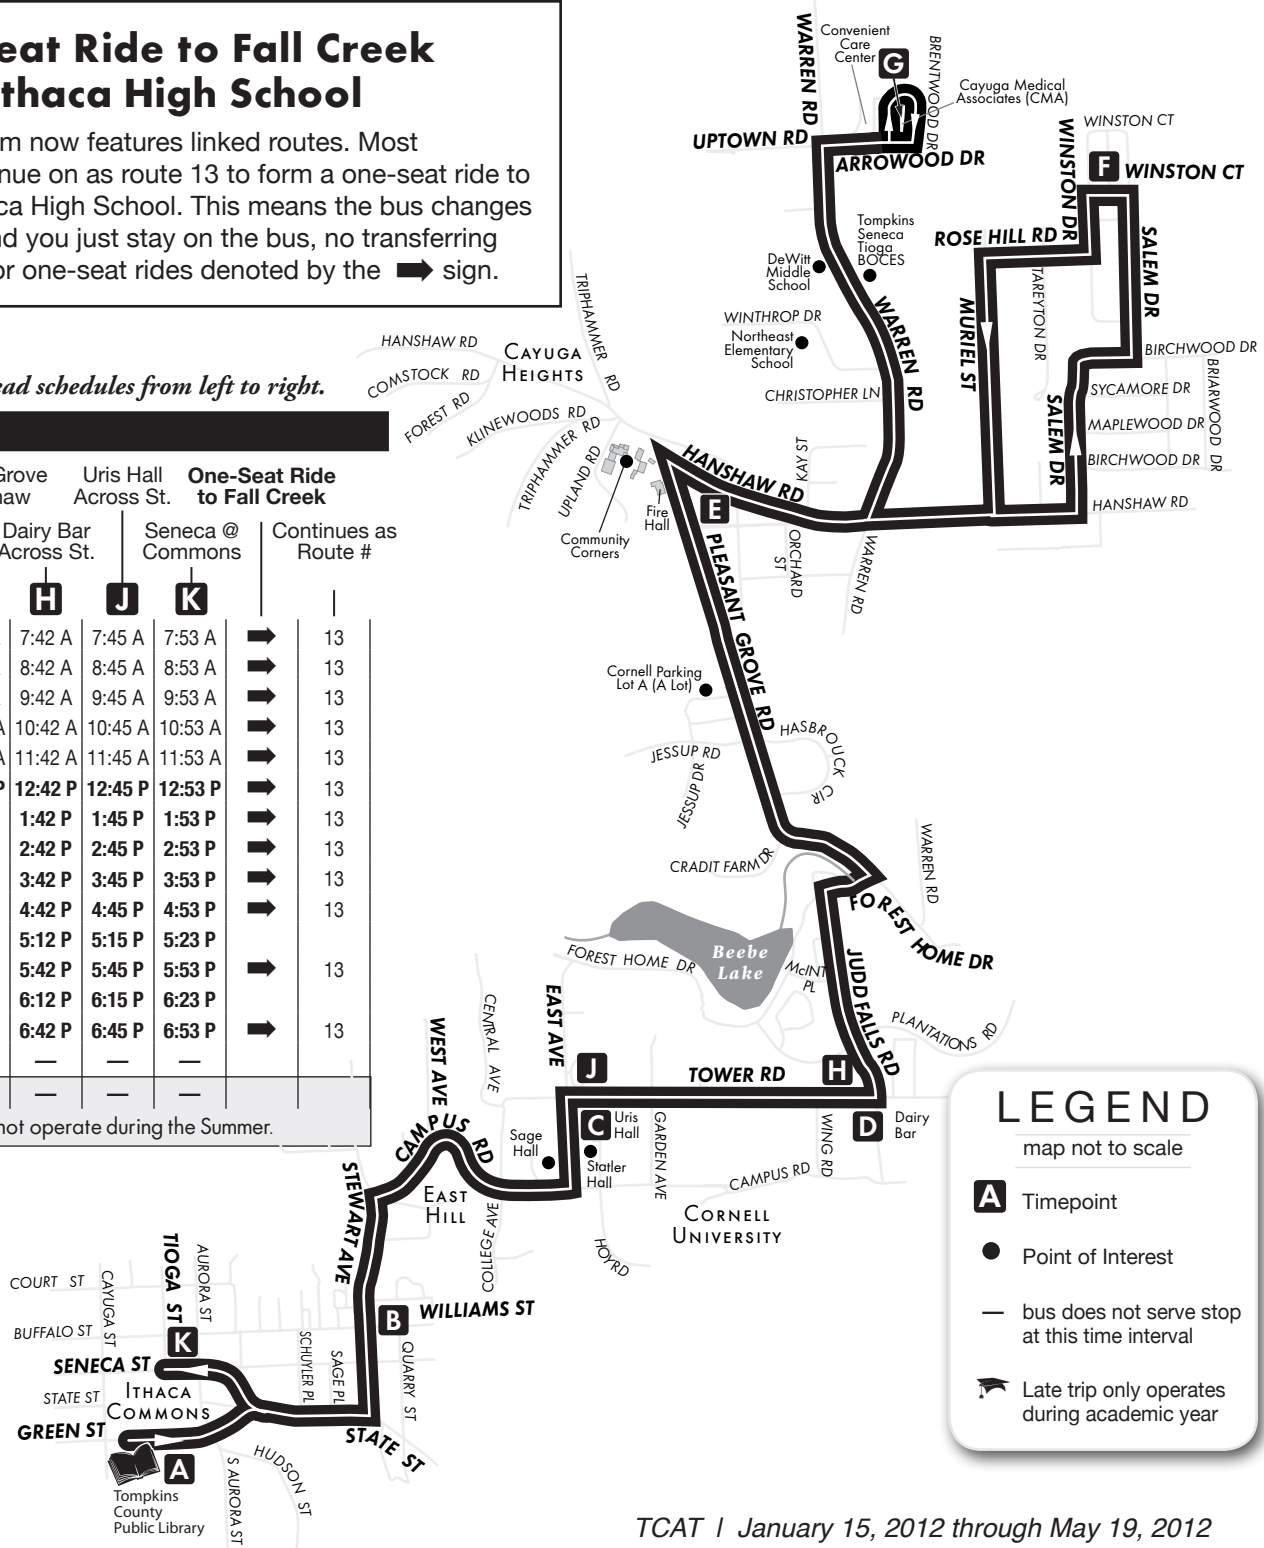 eat Ride to Fall Creek
thaca High School
m now features linked routes. Most
nue on as route 13 to form a one-seat ride to
ca High School. This means the bus changes
nd you just stay on the bus, no transferring
or one-seat rides denoted by the sign.
ead schedules from left to right.
Grove
haw
Uris Hall
Across St.
One-Seat Ride
to Fall Creek
Dairy Bar
Across St.
Seneca @
Commons
Continues as
Route #
H J K
7:42 A 7:45 A 7:53 A 13
8:42 A 8:45 A 8:53 A 13
9:42 A 9:45 A 9:53 A 13
A 10:42 A 10:45 A 10:53 A 13
A 11:42 A 11:45 A 11:53 A 13
P 12:42 P 12:45 P 12:53 P 13
1:42 P 1:45 P 1:53 P 13
2:42 P 2:45 P 2:53 P 13
3:42 P 3:45 P 3:53 P 13
4:42 P 4:45 P 4:53 P 13
5:12 P 5:15 P 5:23 P
5:42 P 5:45 P 5:53 P 13
6:12 P 6:15 P 6:23 P
6:42 P 6:45 P 6:53 P 13
— — —
— — —
not operate during the Summer.
WARREN RD
Convenient
Care
Center
G
BRENTWOOD DR
Cayuga Medical
Associates (CMA)
UPTOWN RD
ARROWOOD DR
WINSTON DR
WINSTON CT
F
WINSTON CT
ROSE HILL RD
SALEM DR
Tompkins
Seneca
Tioga
BOCES
DeWitt
Middle
School
TAREYTON DR
MURIEL ST
WARREN RD
WINTHROP DR
Northeast
Elementary
School
CHRISTOPHER LN
BIRCHWOOD DR
SYCAMORE DR
MAPLEWOOD DR
BIRCHWOOD DR
BRIARWOOD DR
SALEM DR
HANSHAW RD
TRIPHAMMER RD
HANSHAW RD
CAYUGA
HEIGHTS
COMSTOCK RD
FOREST RD
KLINEWOODS RD
TRIPHAMMER RD
UPLAND RD
Community
Corners
Fire
Hall
HANSHAW RD
KAY ST
E
ORCHARD
ST
WARREN RD
PLEASANT GROVE RD
Cornell Parking
Lot A (A Lot)
JESSUP RD
JESSUP DR
HASBROUCK
CIR
CRADIT FARM DR
WARREN RD
FOREST HOME DR
Beebe
Lake
FOREST HOME DR
McINT
PL
JUDD FALLS RD
PLANTATIONS RD
CENTRAL AVE
EAST AVE
WEST AVE
J
TOWER RD
H
C
Uris
Hall
GARDEN AVE
WING RD
D
Dairy
Bar
CAMPUS RD
Sage
Hall
Statler
Hall
CAMPUS RD
EAST
HILL
COLLEGE AVE
HOY RD
CORNELL
UNIVERSITY
STEWART AVE
TIOGA ST
AURORA ST
COURT ST
CAYUGA ST
BUFFALO ST
K
B
WILLIAMS ST
SENECA ST
SCHUYLER PL
SAGE PL
QUARRY ST
STATE ST
ITHACA
COMMONS
GREEN ST
STATE ST
A
Tompkins
County
Public Library
S AURORA ST
HUDSON ST
LEGEND
map not to scale
A Timepoint
Point of Interest
— bus does not serve stop
at this time interval
Late trip only operates
during academic year
TCAT | January 15, 2012 through May 19, 2012